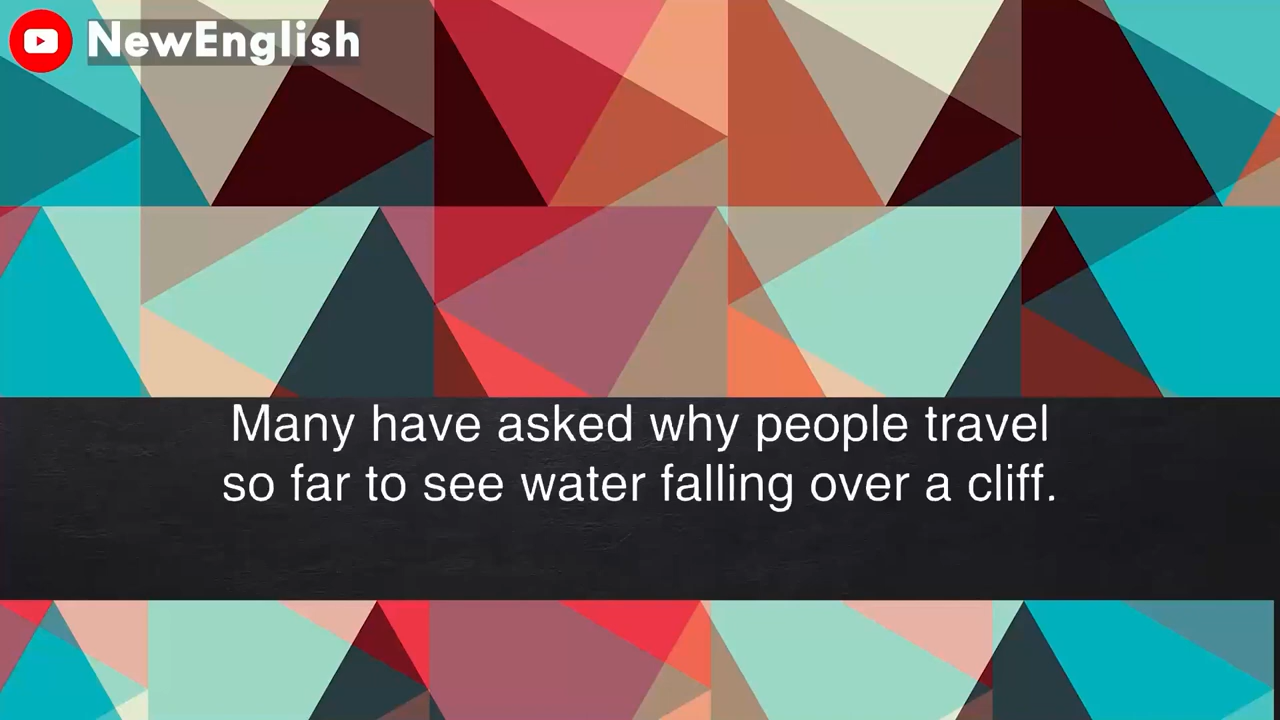 NewEnglish
Many have asked why people travel
so far to see water falling over a cliff.